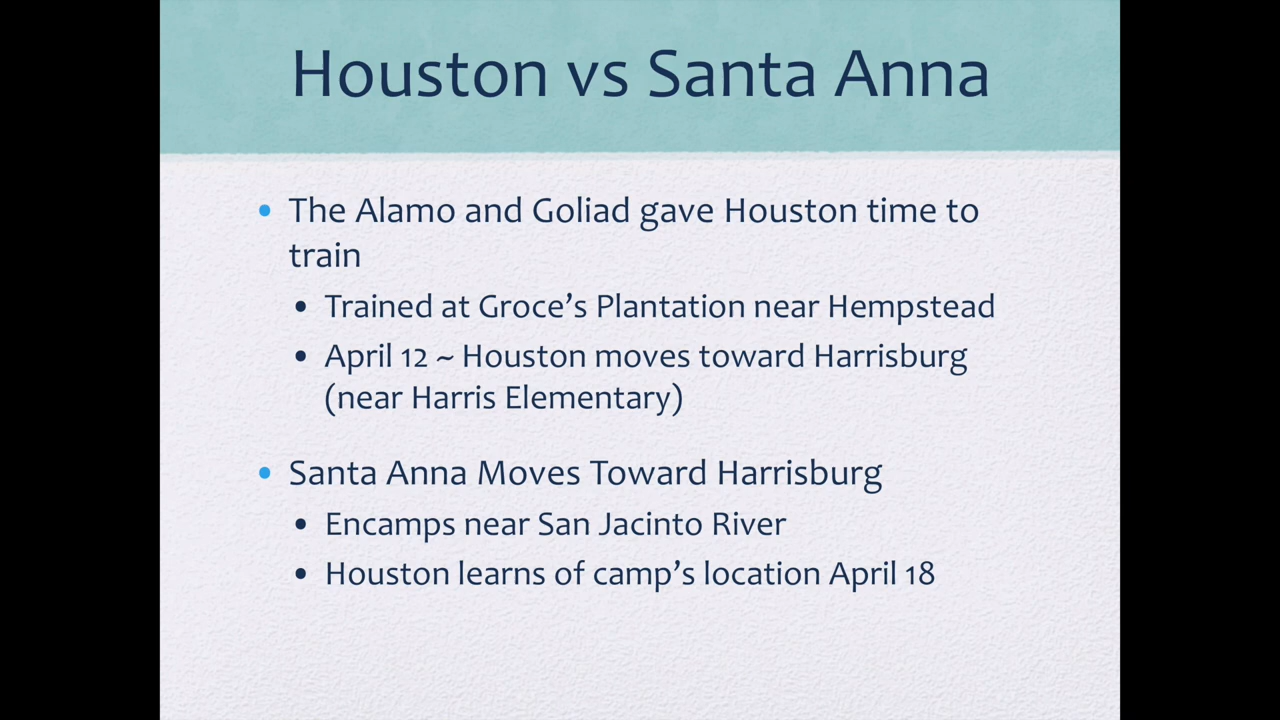 Houston vs Santa Anna
• The Alamo and Goliad gave Houston time to
train
• Trained at Groce’s Plantation near Hempstead
• April 12 ~ Houston moves toward Harrisburg
(near Harris Elementary)
• Santa Anna Moves Toward Harrisburg
• Encamps near San Jacinto River
• Houston learns of camp’s location April 18